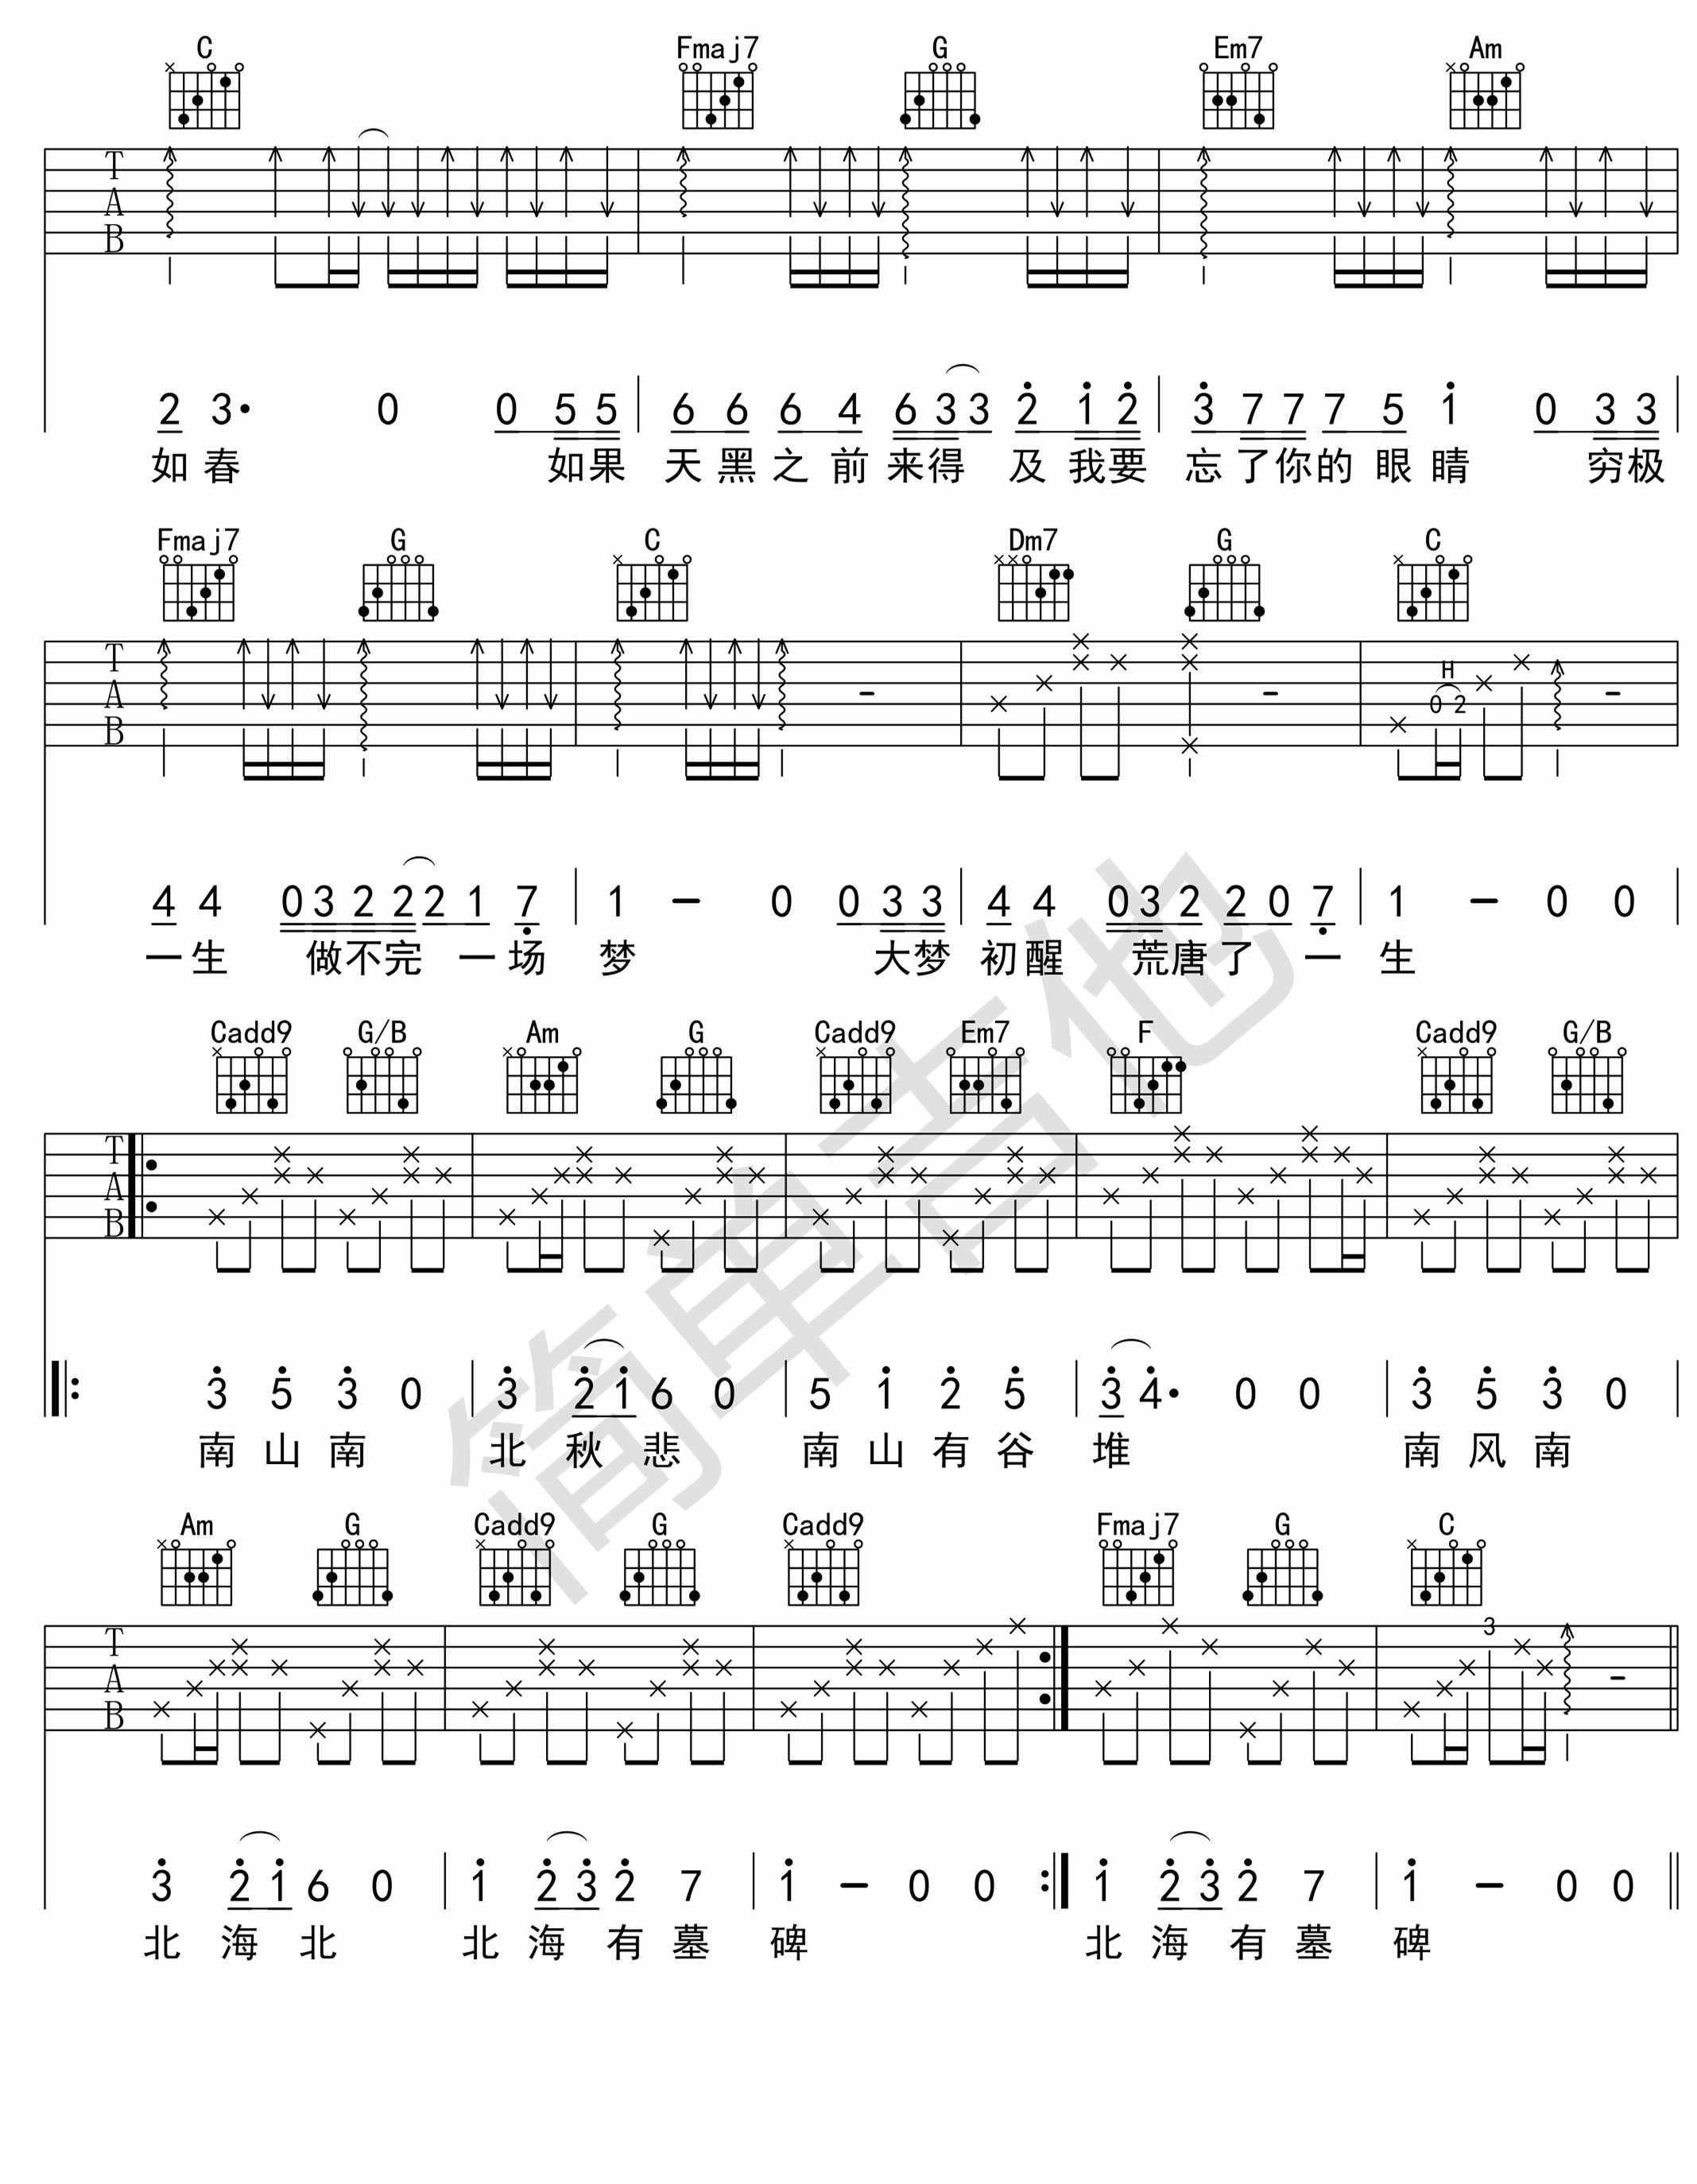 C Fmaj7 G Em7 Am
T
A
B
2 3· 0 0 5 5 6 6 6 4 6 3 3 2̇ 1̇ 2̇ 3̇ 7 7 7 5 1̇ 0 3 3
如春 如果 天黑之前来得及我要 忘了你的眼睛 穷极
Fmaj7 G C Dm7 G C
T
A
B
H
0 2
4 4 0 3 2 2 2 1 7̣ 1 - 0 0 3 3 4 4 0 3 2 2 0 7̣ 1 - 0 0
一生 做不完一场 梦 大梦 初醒 荒唐了一 生
Cadd9 G/B Am G Cadd9 Em7 F Cadd9 G/B
T
A
B
3̇ 5̇ 3̇ 0 3̇ 2̇ 1̇ 6 0 5 1̇ 2̇ 5̇ 3̇ 4̇· 0 0 3̇ 5̇ 3̇ 0
南山南 北秋悲 南山有谷 堆 南风南
Am G Cadd9 G Cadd9 Fmaj7 G C
T
A
B
3
3̇ 2̇ 1̇ 6 0 1̇ 2̇ 3̇ 2̇ 7 1̇ - 0 0 1̇ 2̇ 3̇ 2̇ 7 1̇ - 0 0
北海北 北海有墓 碑 北海有墓 碑
简单吉他